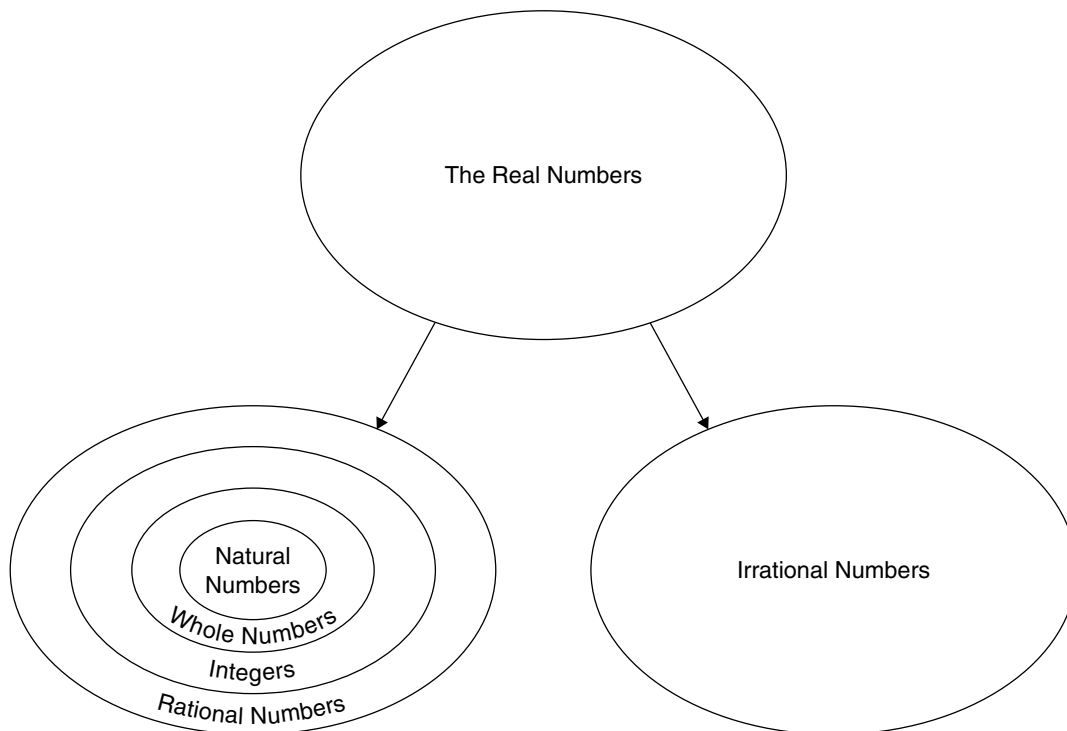 The Real Numbers
Natural
Numbers
Whole Numbers
Integers
Rational Numbers
Irrational Numbers